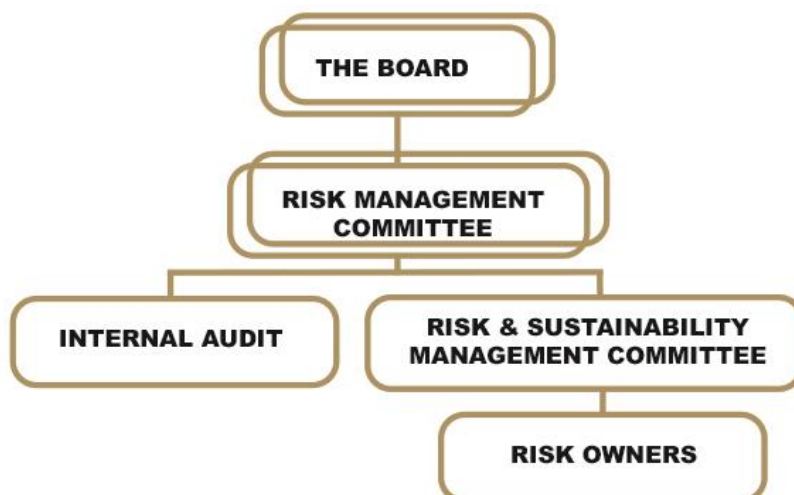 THE BOARD
RISK MANAGEMENT
COMMITTEE
INTERNAL AUDIT
RISK & SUSTAINABILITY
MANAGEMENT COMMITTEE
RISK OWNERS